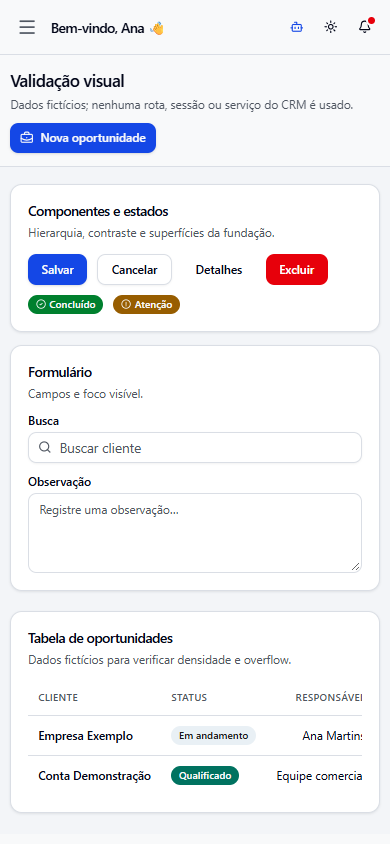 Bem-vindo, Ana 👋
Validação visual
Dados fictícios; nenhuma rota, sessão ou serviço do CRM é usado.
Nova oportunidade
Componentes e estados
Hierarquia, contraste e superfícies da fundação.
Salvar Cancelar Detalhes Excluir
Concluído Atenção
Formulário
Campos e foco visível.
Busca
Buscar cliente
Observação
Registre uma observação...
Tabela de oportunidades
Dados fictícios para verificar densidade e overflow.
CLIENTE STATUS RESPONSÁVE
Empresa Exemplo Em andamento Ana Martins
Conta Demonstração Qualificado Equipe comercia